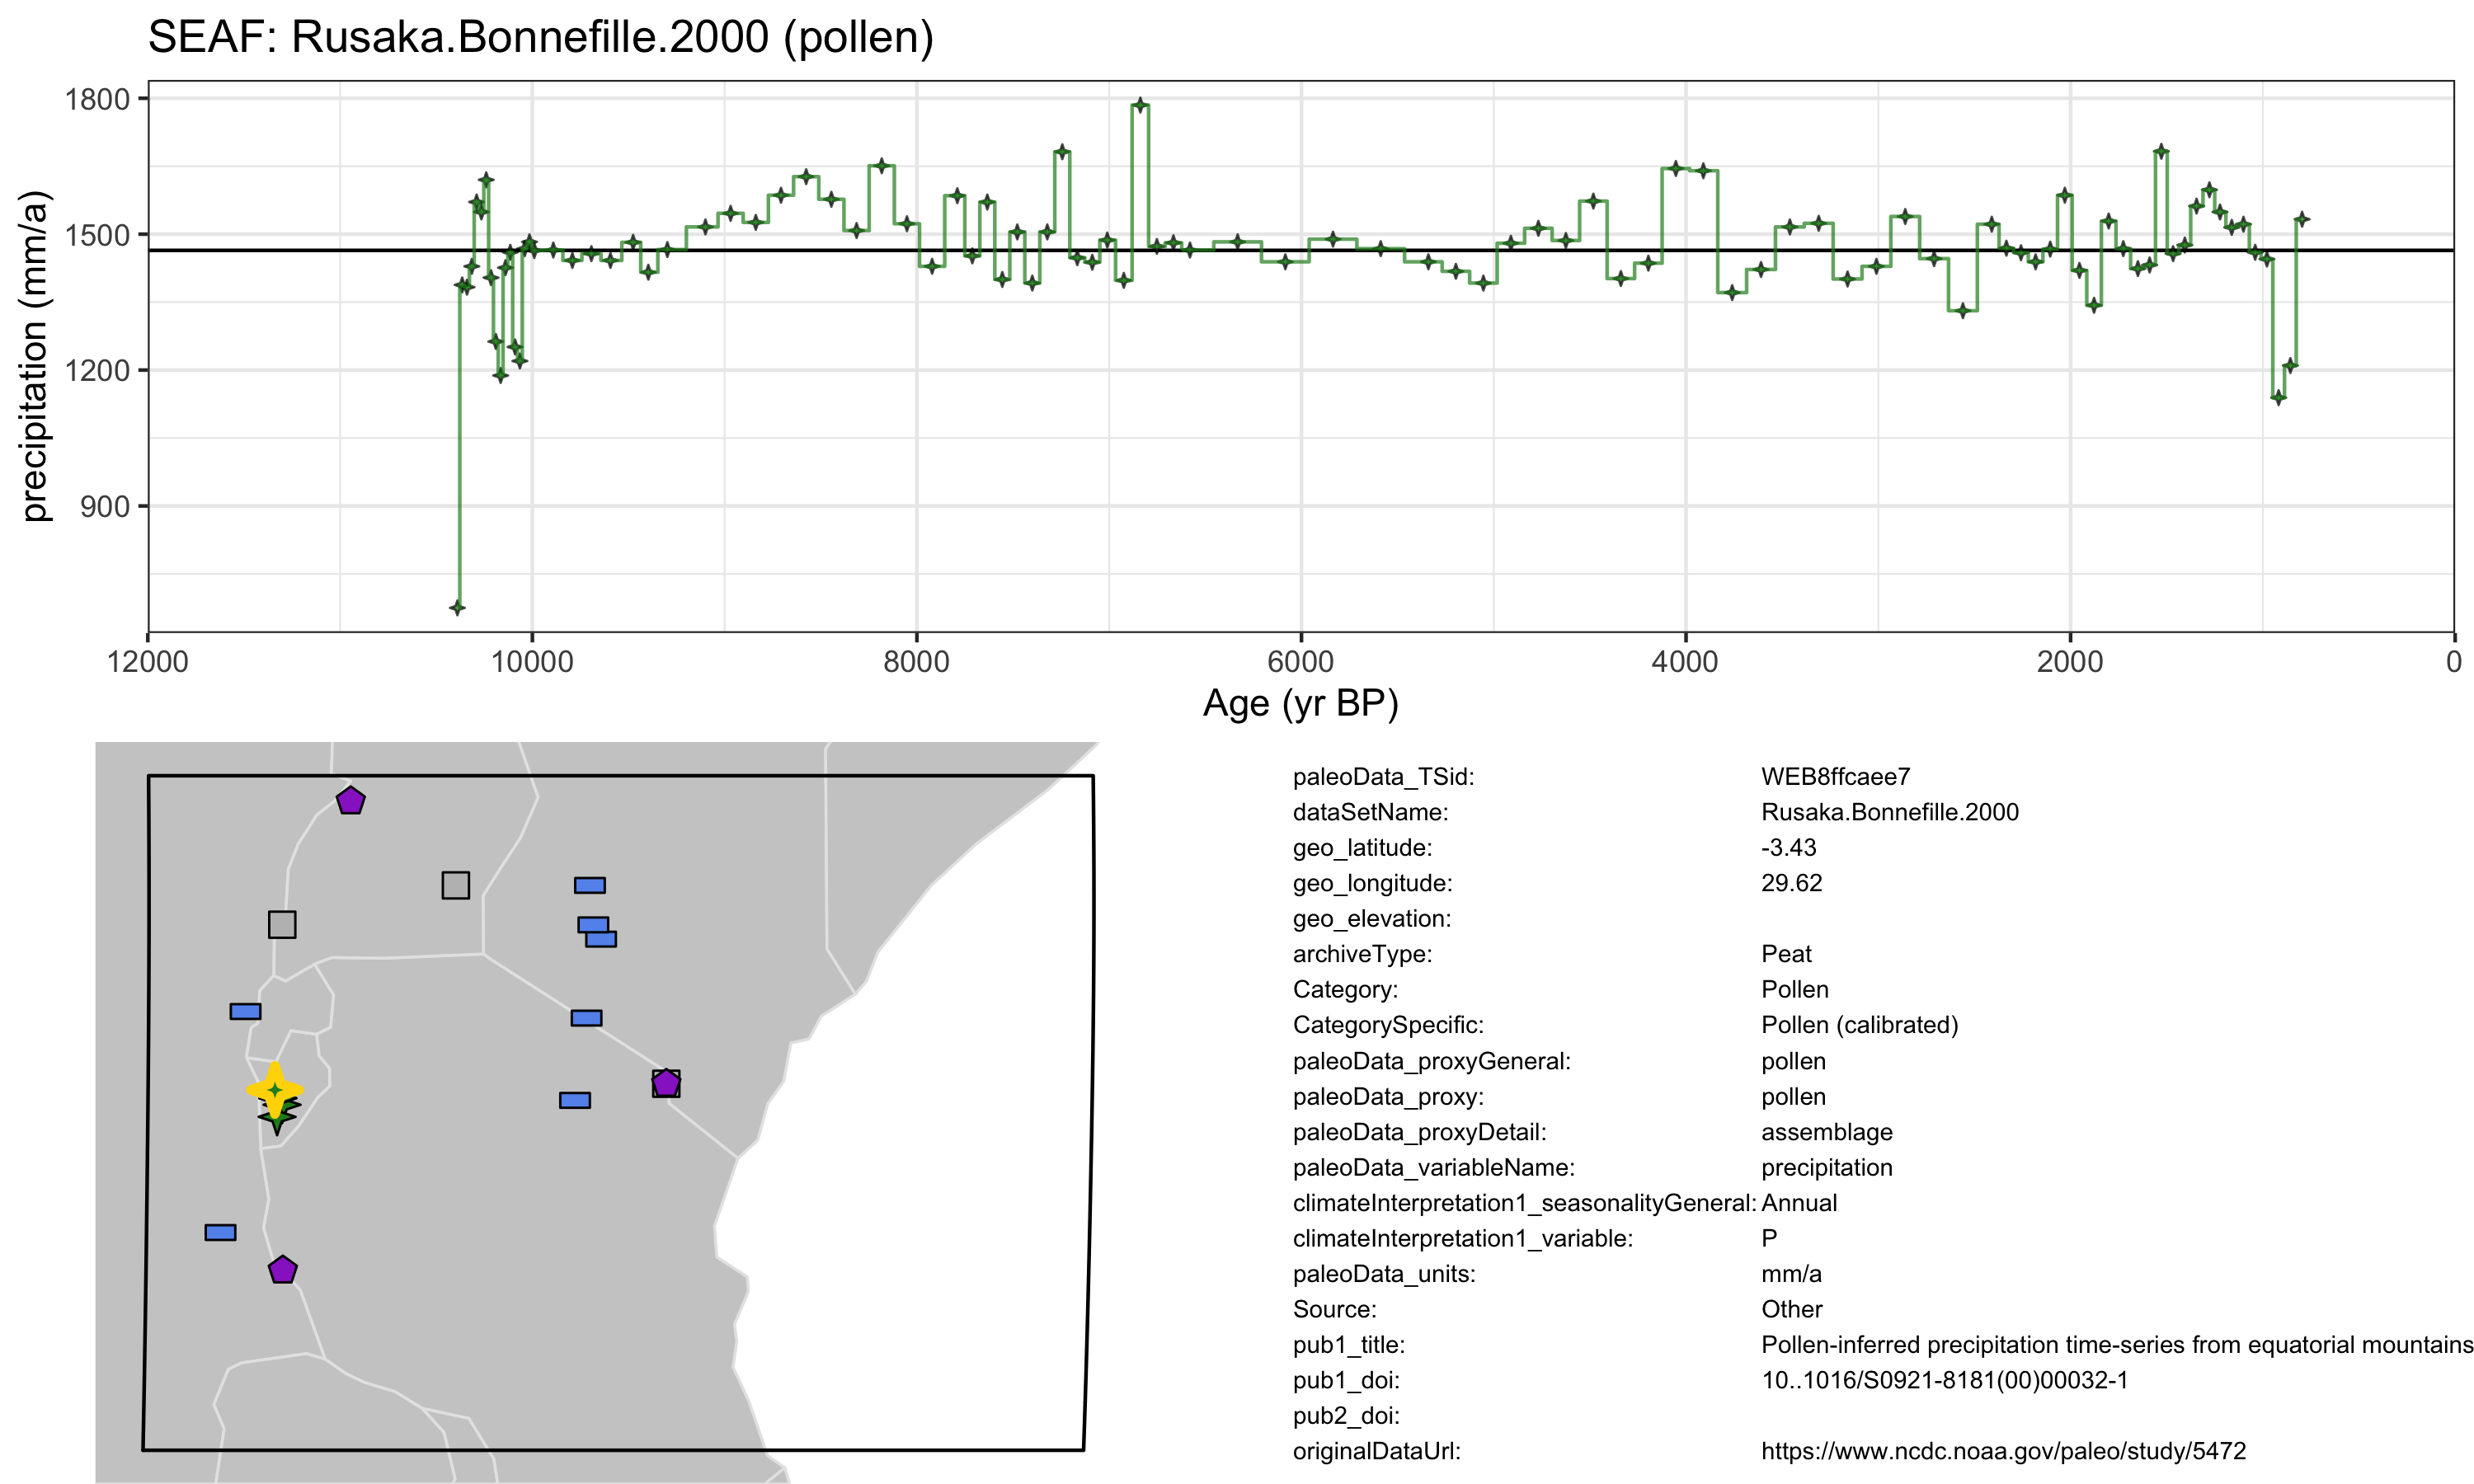 SEAF: Rusaka.Bonnefille.2000 (pollen)
1800
1500
1200
900
precipitation (mm/a)
12000 10000 8000 6000 4000 2000 0
Age (yr BP)
paleoData_TSid: WEB8ffcaee7
dataSetName: Rusaka.Bonnefille.2000
geo_latitude: -3.43
geo_longitude: 29.62
geo_elevation:
archiveType: Peat
Category: Pollen
CategorySpecific: Pollen (calibrated)
paleoData_proxyGeneral: pollen
paleoData_proxy: pollen
paleoData_proxyDetail: assemblage
paleoData_variableName: precipitation
climateInterpretation1_seasonalityGeneral: Annual
climateInterpretation1_variable: P
paleoData_units: mm/a
Source: Other
pub1_title: Pollen-inferred precipitation time-series from equatorial mountains
pub1_doi: 10..1016/S0921-8181(00)00032-1
pub2_doi:
originalDataUrl: https://www.ncdc.noaa.gov/paleo/study/5472